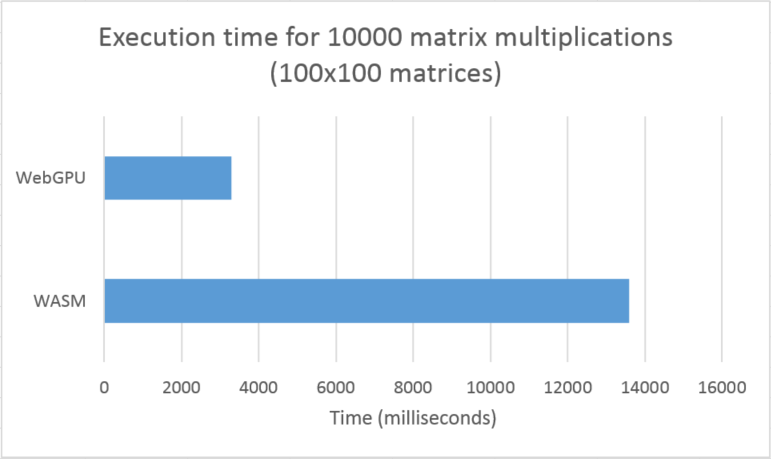 Execution time for 10000 matrix multiplications
(100x100 matrices)
WebGPU
WASM
0 2000 4000 6000 8000 10000 12000 14000 16000
Time (milliseconds)